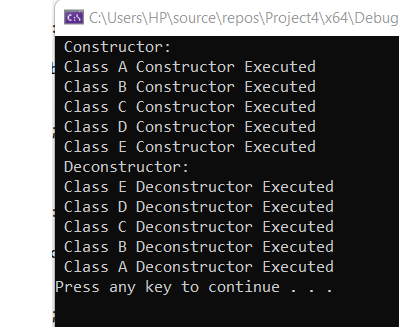 C:\Users\HP\source\repos\Project4\x64\Debug
Constructor:
Class A Constructor Executed
Class B Constructor Executed
Class C Constructor Executed
Class D Constructor Executed
Class E Constructor Executed
Deconstructor:
Class E Deconstructor Executed
Class D Deconstructor Executed
Class C Deconstructor Executed
Class B Deconstructor Executed
Class A Deconstructor Executed
Press any key to continue . . .